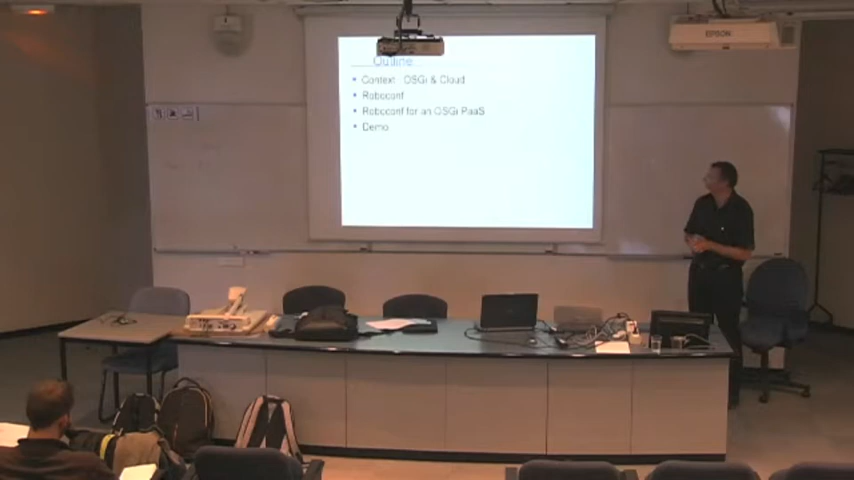 EPSON
Outline
• Context : OSGi & Cloud
• Roboconf
• Roboconf for an OSGi PaaS
• Demo